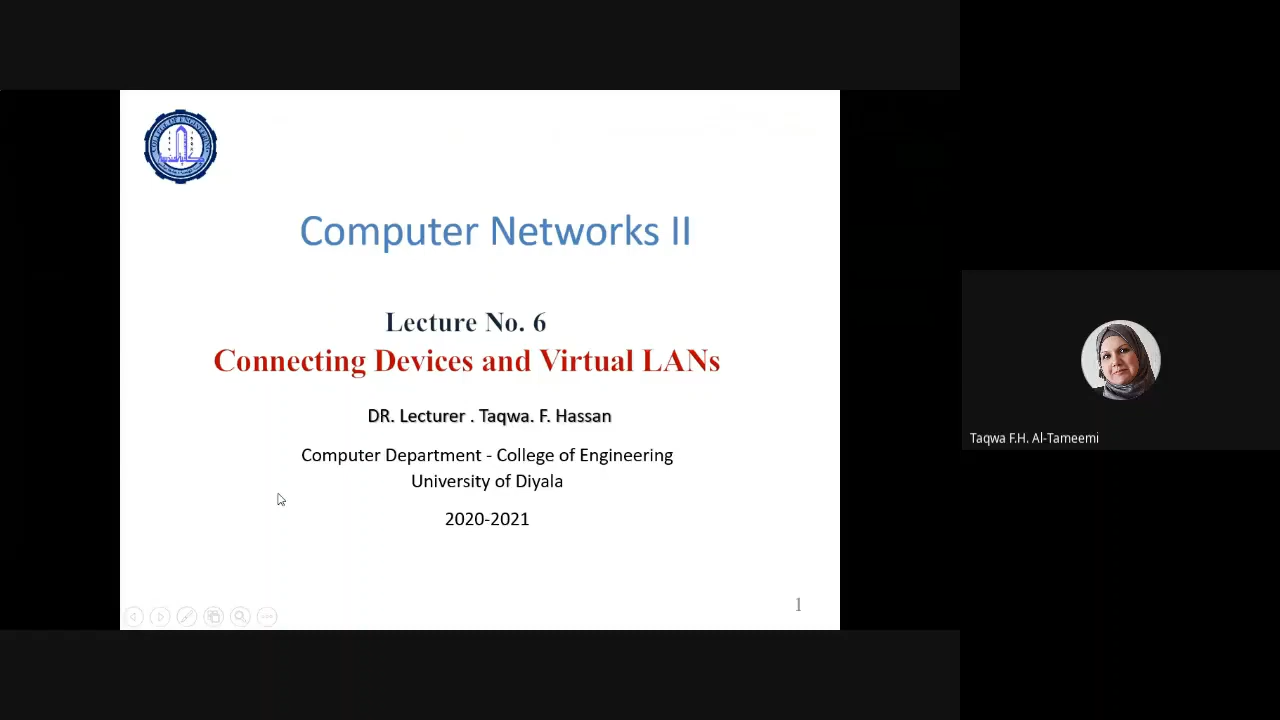 Computer Networks II
Lecture No. 6
Connecting Devices and Virtual LANs
DR. Lecturer . Taqwa. F. Hassan
Computer Department - College of Engineering
University of Diyala
2020-2021
1
Taqwa F.H. Al-Tameemi